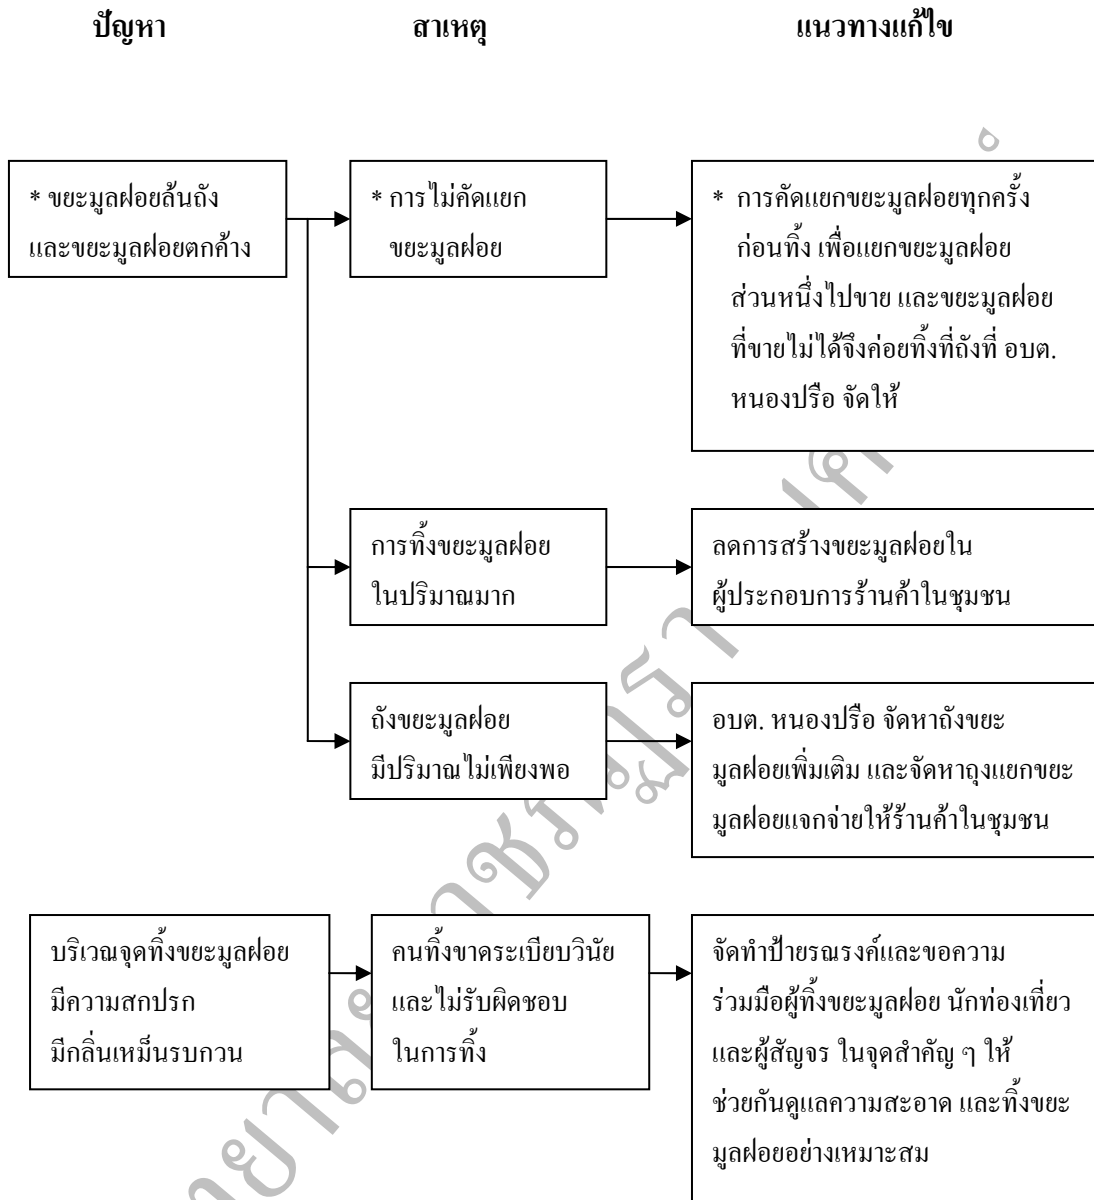 ปัญหา
สาเหตุ
แนวทางแก้ไข
* ขยะมูลฝอยล้นถัง
และขยะมูลฝอยตกค้าง
* การไม่คัดแยก
ขยะมูลฝอย
* การคัดแยกขยะมูลฝอยทุกครั้ง
ก่อนทิ้ง เพื่อแยกขยะมูลฝอย
ส่วนหนึ่งไปขาย และขยะมูลฝอย
ที่ขายไม่ได้จึงค่อยทิ้งที่ถังที่ อบต.
หนองปรือ จัดให้
การทิ้งขยะมูลฝอย
ในปริมาณมาก
ลดการสร้างขยะมูลฝอยใน
ผู้ประกอบการร้านค้าในชุมชน
ถังขยะมูลฝอย
มีปริมาณไม่เพียงพอ
อบต. หนองปรือ จัดหาถังขยะ
มูลฝอยเพิ่มเติม และจัดหาถุงแยกขยะ
มูลฝอยแจกจ่ายให้ร้านค้าในชุมชน
บริเวณจุดทิ้งขยะมูลฝอย
มีความสกปรก
มีกลิ่นเหม็นรบกวน
คนทิ้งขาดระเบียบวินัย
และไม่รับผิดชอบ
ในการทิ้ง
จัดทำป้ายรณรงค์และขอความ
ร่วมมือผู้ทิ้งขยะมูลฝอย นักท่องเที่ยว
และผู้สัญจร ในจุดสำคัญ ๆ ให้
ช่วยกันดูแลความสะอาด และทิ้งขยะ
มูลฝอยอย่างเหมาะสม